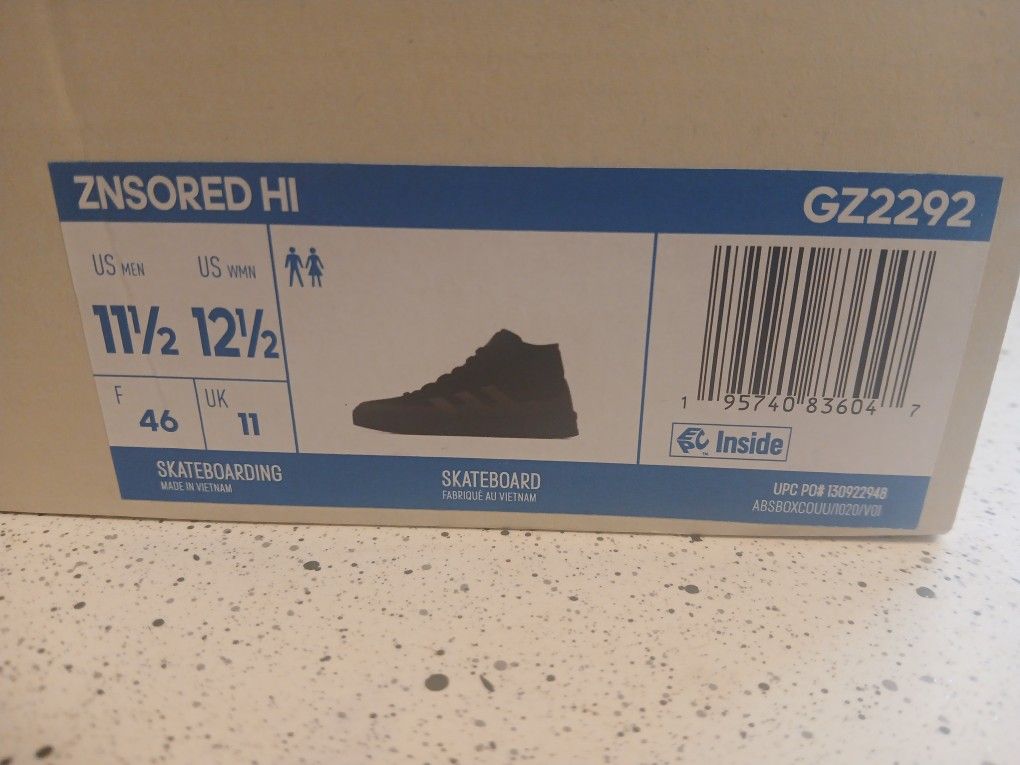 ZNSORED HI
GZ2292
US MEN
US WMN
11½
12½
F
46
UK
11
1 95740 83604 7
EPC™ Inside
SKATEBOARDING
MADE IN VIETNAM
SKATEBOARD
FABRIQUÉ AU VIETNAM
UPC PO# 130922948
ABSBOXCOUU/1020/V01